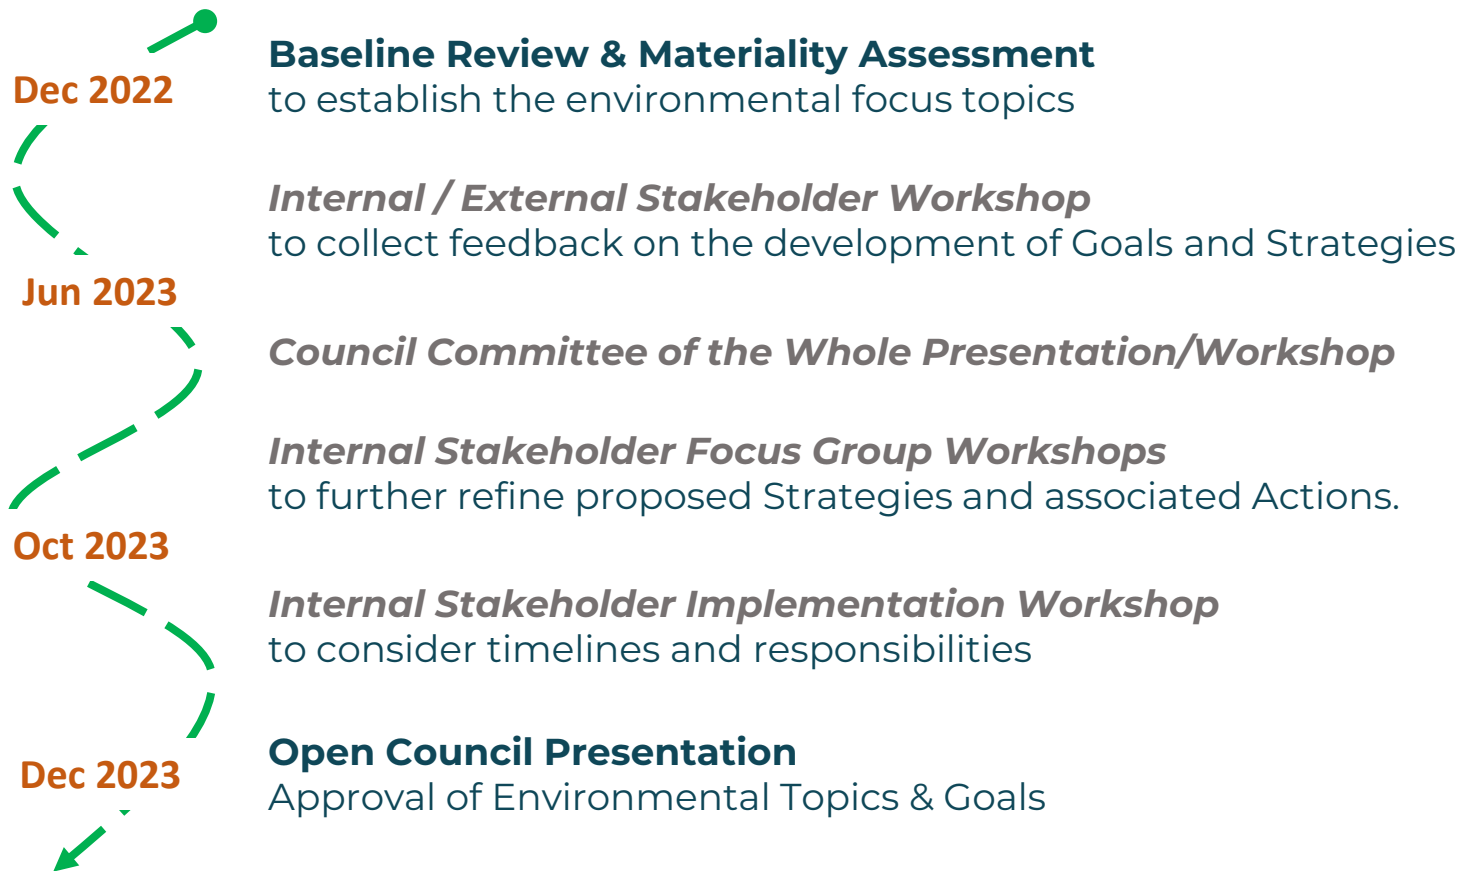 Baseline Review & Materiality Assessment
Dec 2022
to establish the environmental focus topics
Internal / External Stakeholder Workshop
to collect feedback on the development of Goals and Strategies
Jun 2023
Council Committee of the Whole Presentation/Workshop
Internal Stakeholder Focus Group Workshops
to further refine proposed Strategies and associated Actions.
Oct 2023
Internal Stakeholder Implementation Workshop
to consider timelines and responsibilities
Open Council Presentation
Dec 2023
Approval of Environmental Topics & Goals